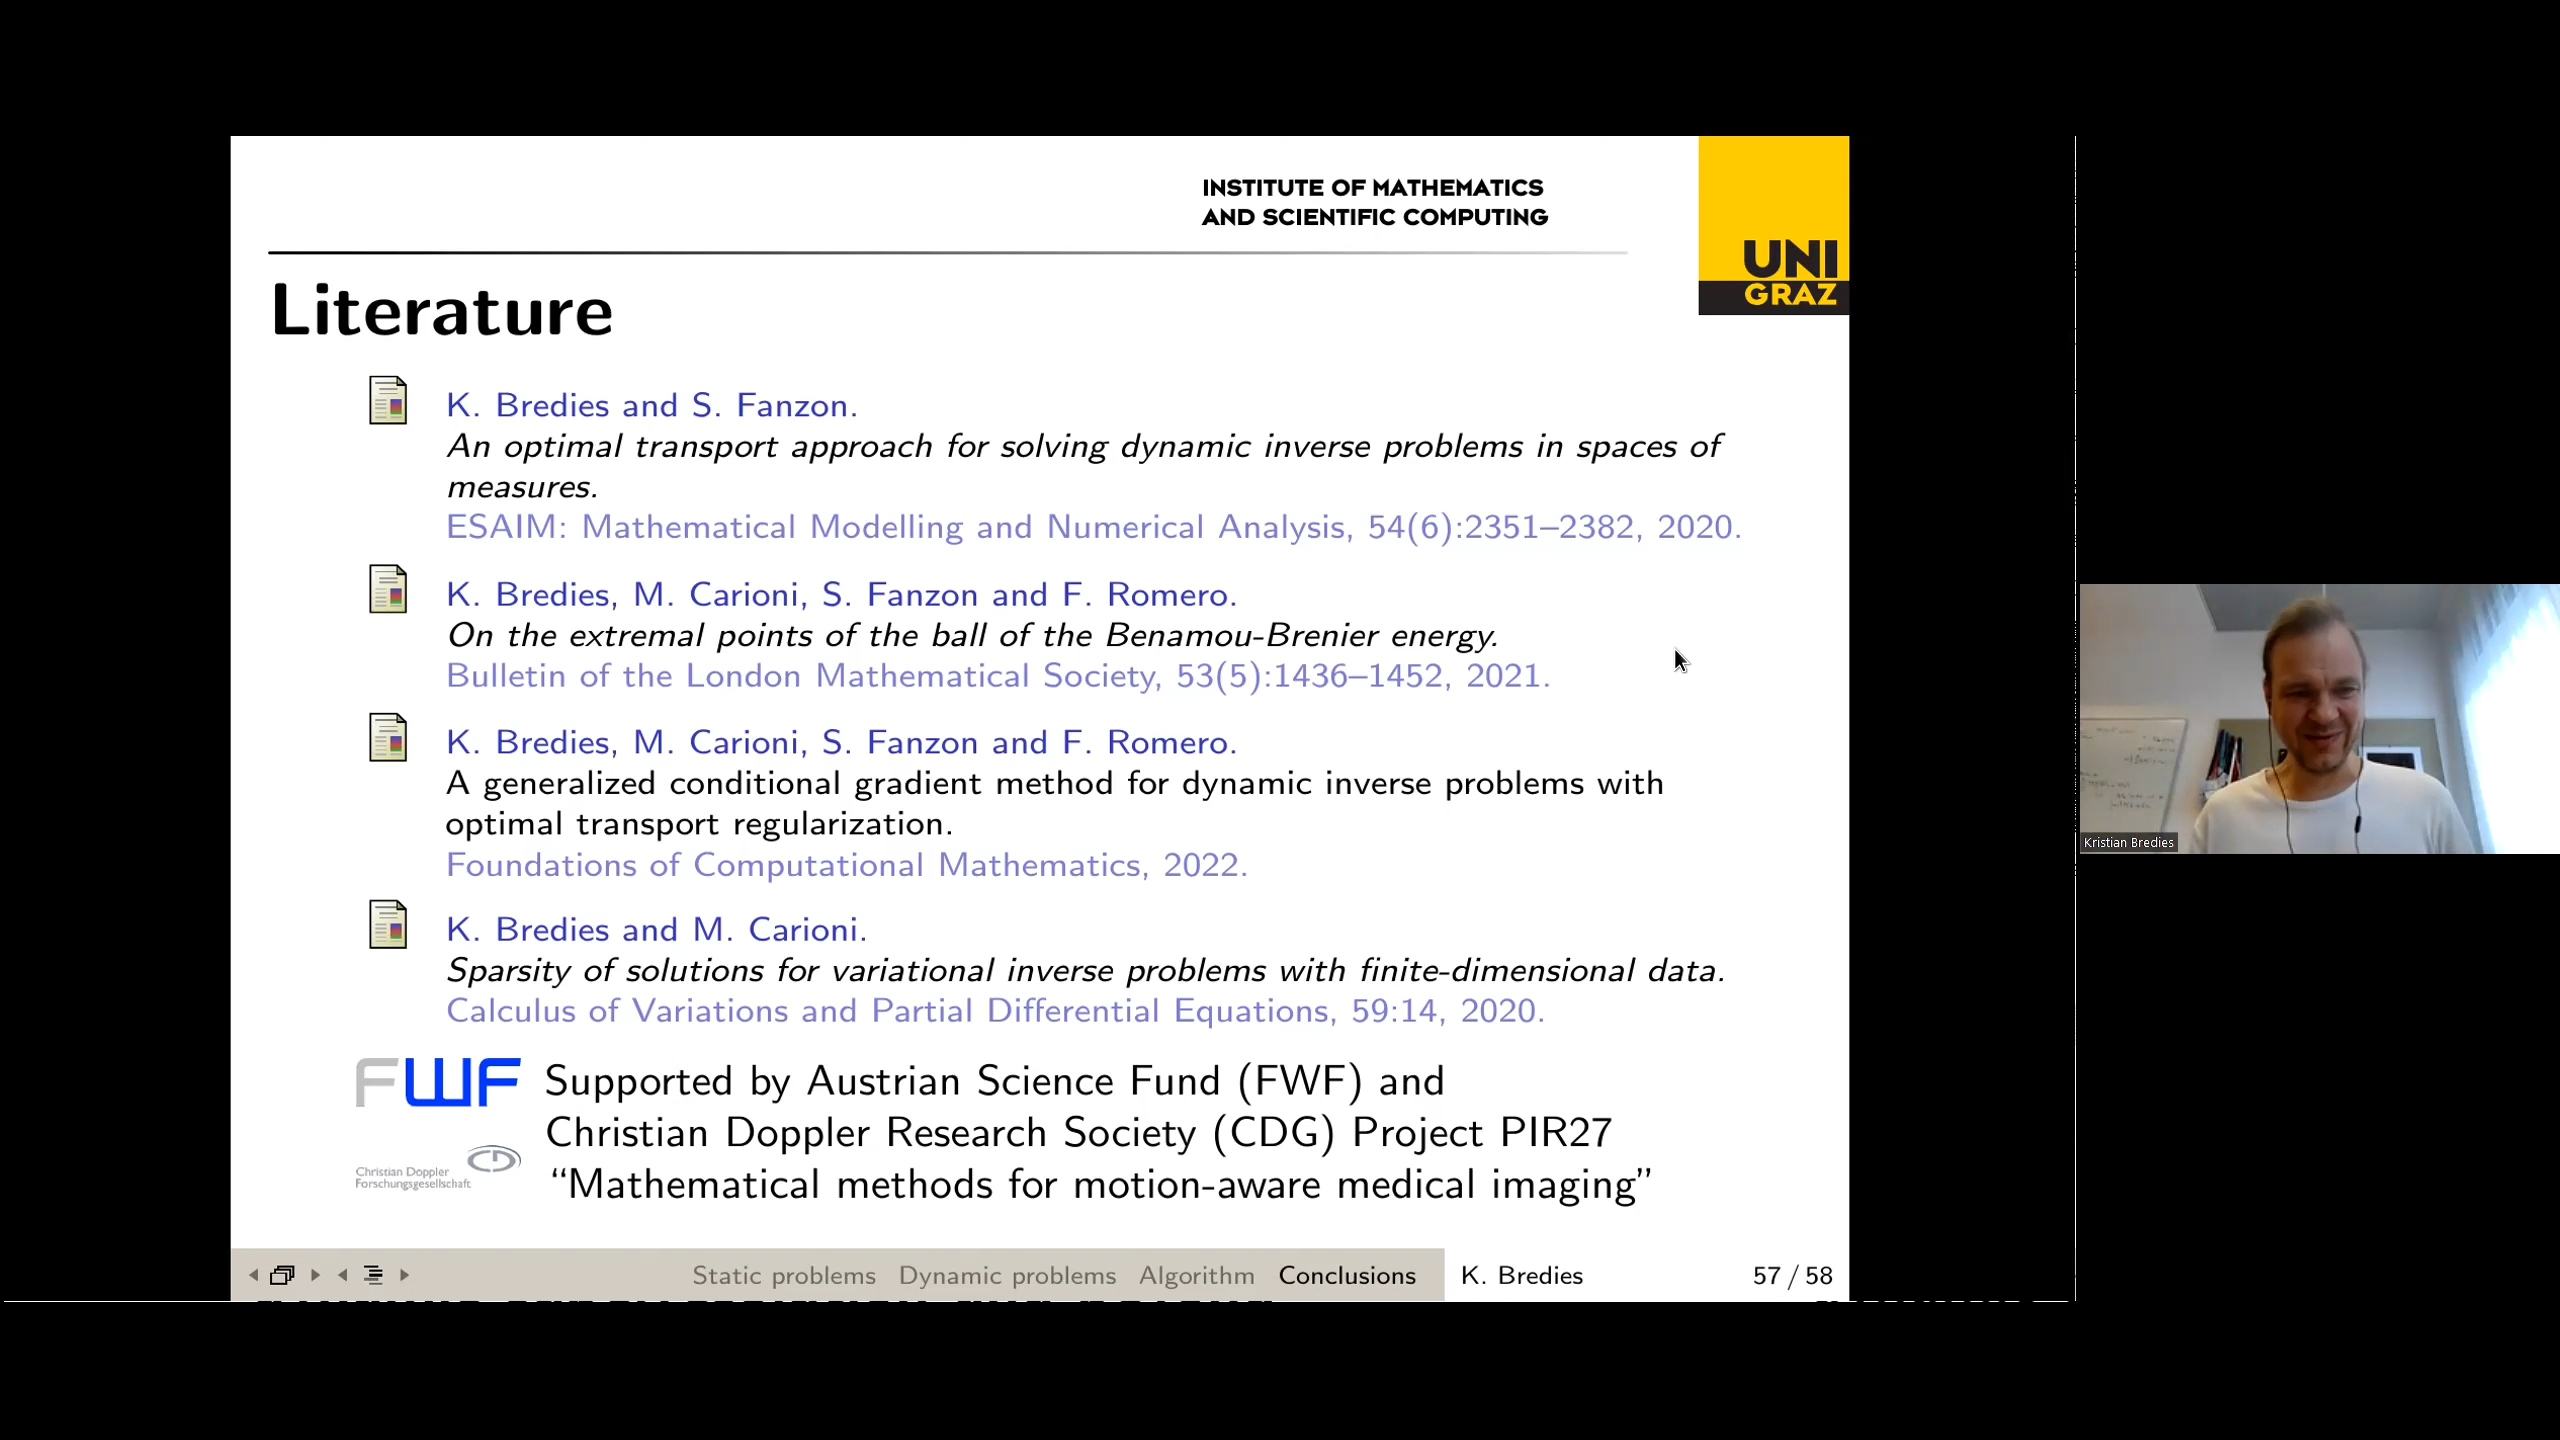 INSTITUTE OF MATHEMATICS
AND SCIENTIFIC COMPUTING
UNI
GRAZ
Literature
K. Bredies and S. Fanzon.
An optimal transport approach for solving dynamic inverse problems in spaces of
measures.
ESAIM: Mathematical Modelling and Numerical Analysis, 54(6):2351–2382, 2020.
K. Bredies, M. Carioni, S. Fanzon and F. Romero.
On the extremal points of the ball of the Benamou-Brenier energy.
Bulletin of the London Mathematical Society, 53(5):1436–1452, 2021.
K. Bredies, M. Carioni, S. Fanzon and F. Romero.
A generalized conditional gradient method for dynamic inverse problems with
optimal transport regularization.
Foundations of Computational Mathematics, 2022.
K. Bredies and M. Carioni.
Sparsity of solutions for variational inverse problems with finite-dimensional data.
Calculus of Variations and Partial Differential Equations, 59:14, 2020.
FWF
Supported by Austrian Science Fund (FWF) and
Christian Doppler Research Society (CDG) Project PIR27
“Mathematical methods for motion-aware medical imaging”
CD
Christian Doppler
Forschungsgesellschaft
Static problems Dynamic problems Algorithm Conclusions K. Bredies 57 / 58
Kristian Bredies